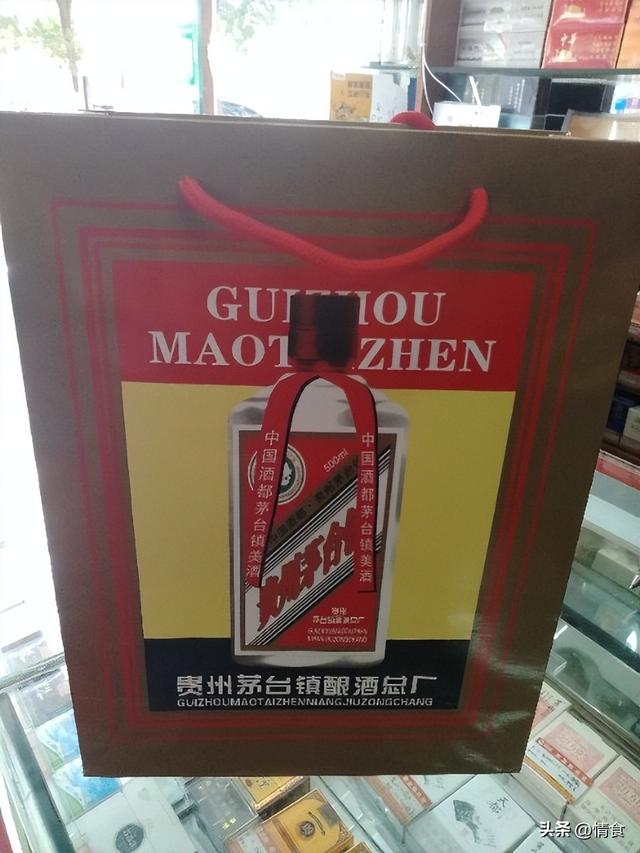 GUIZHOU
MAOTAIZHEN
中国酒都茅台镇美酒
中国酒都茅台镇美酒
500ml
贵州茅台镇酿酒总厂
GUIZHOUMAOTAIZHENNIANGJIUZONGCHANG
头条 @情食